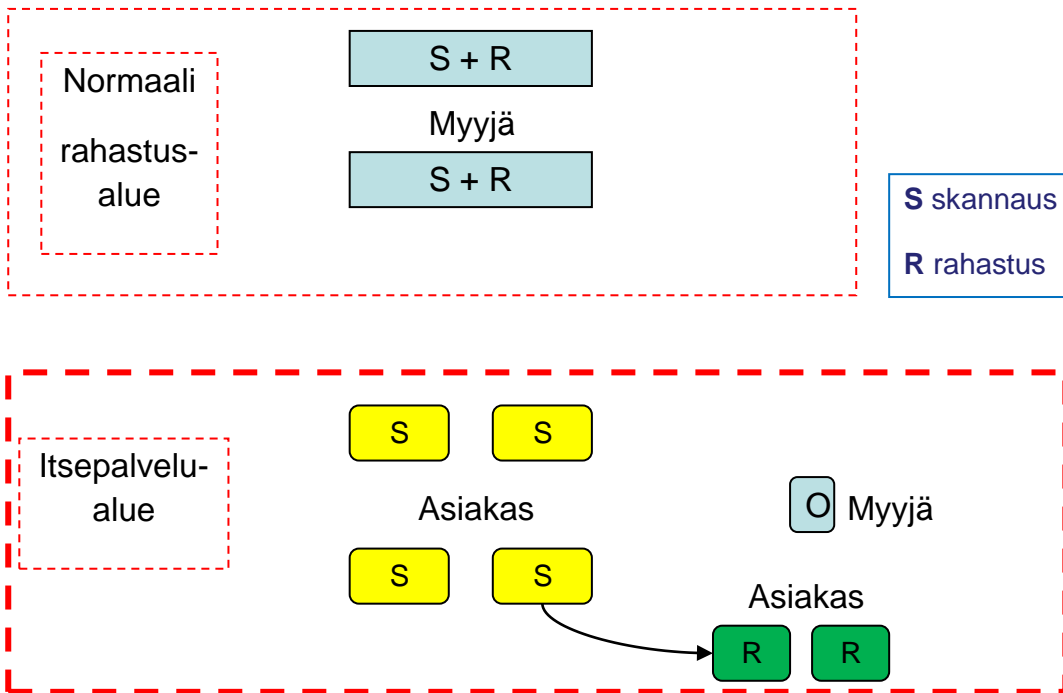 Normaali
rahastus-
alue
S + R
Myyjä
S + R
S skannaus
R rahastus
Itsepalvelu-
alue
S S
Asiakas
S S
O Myyjä
Asiakas
R R